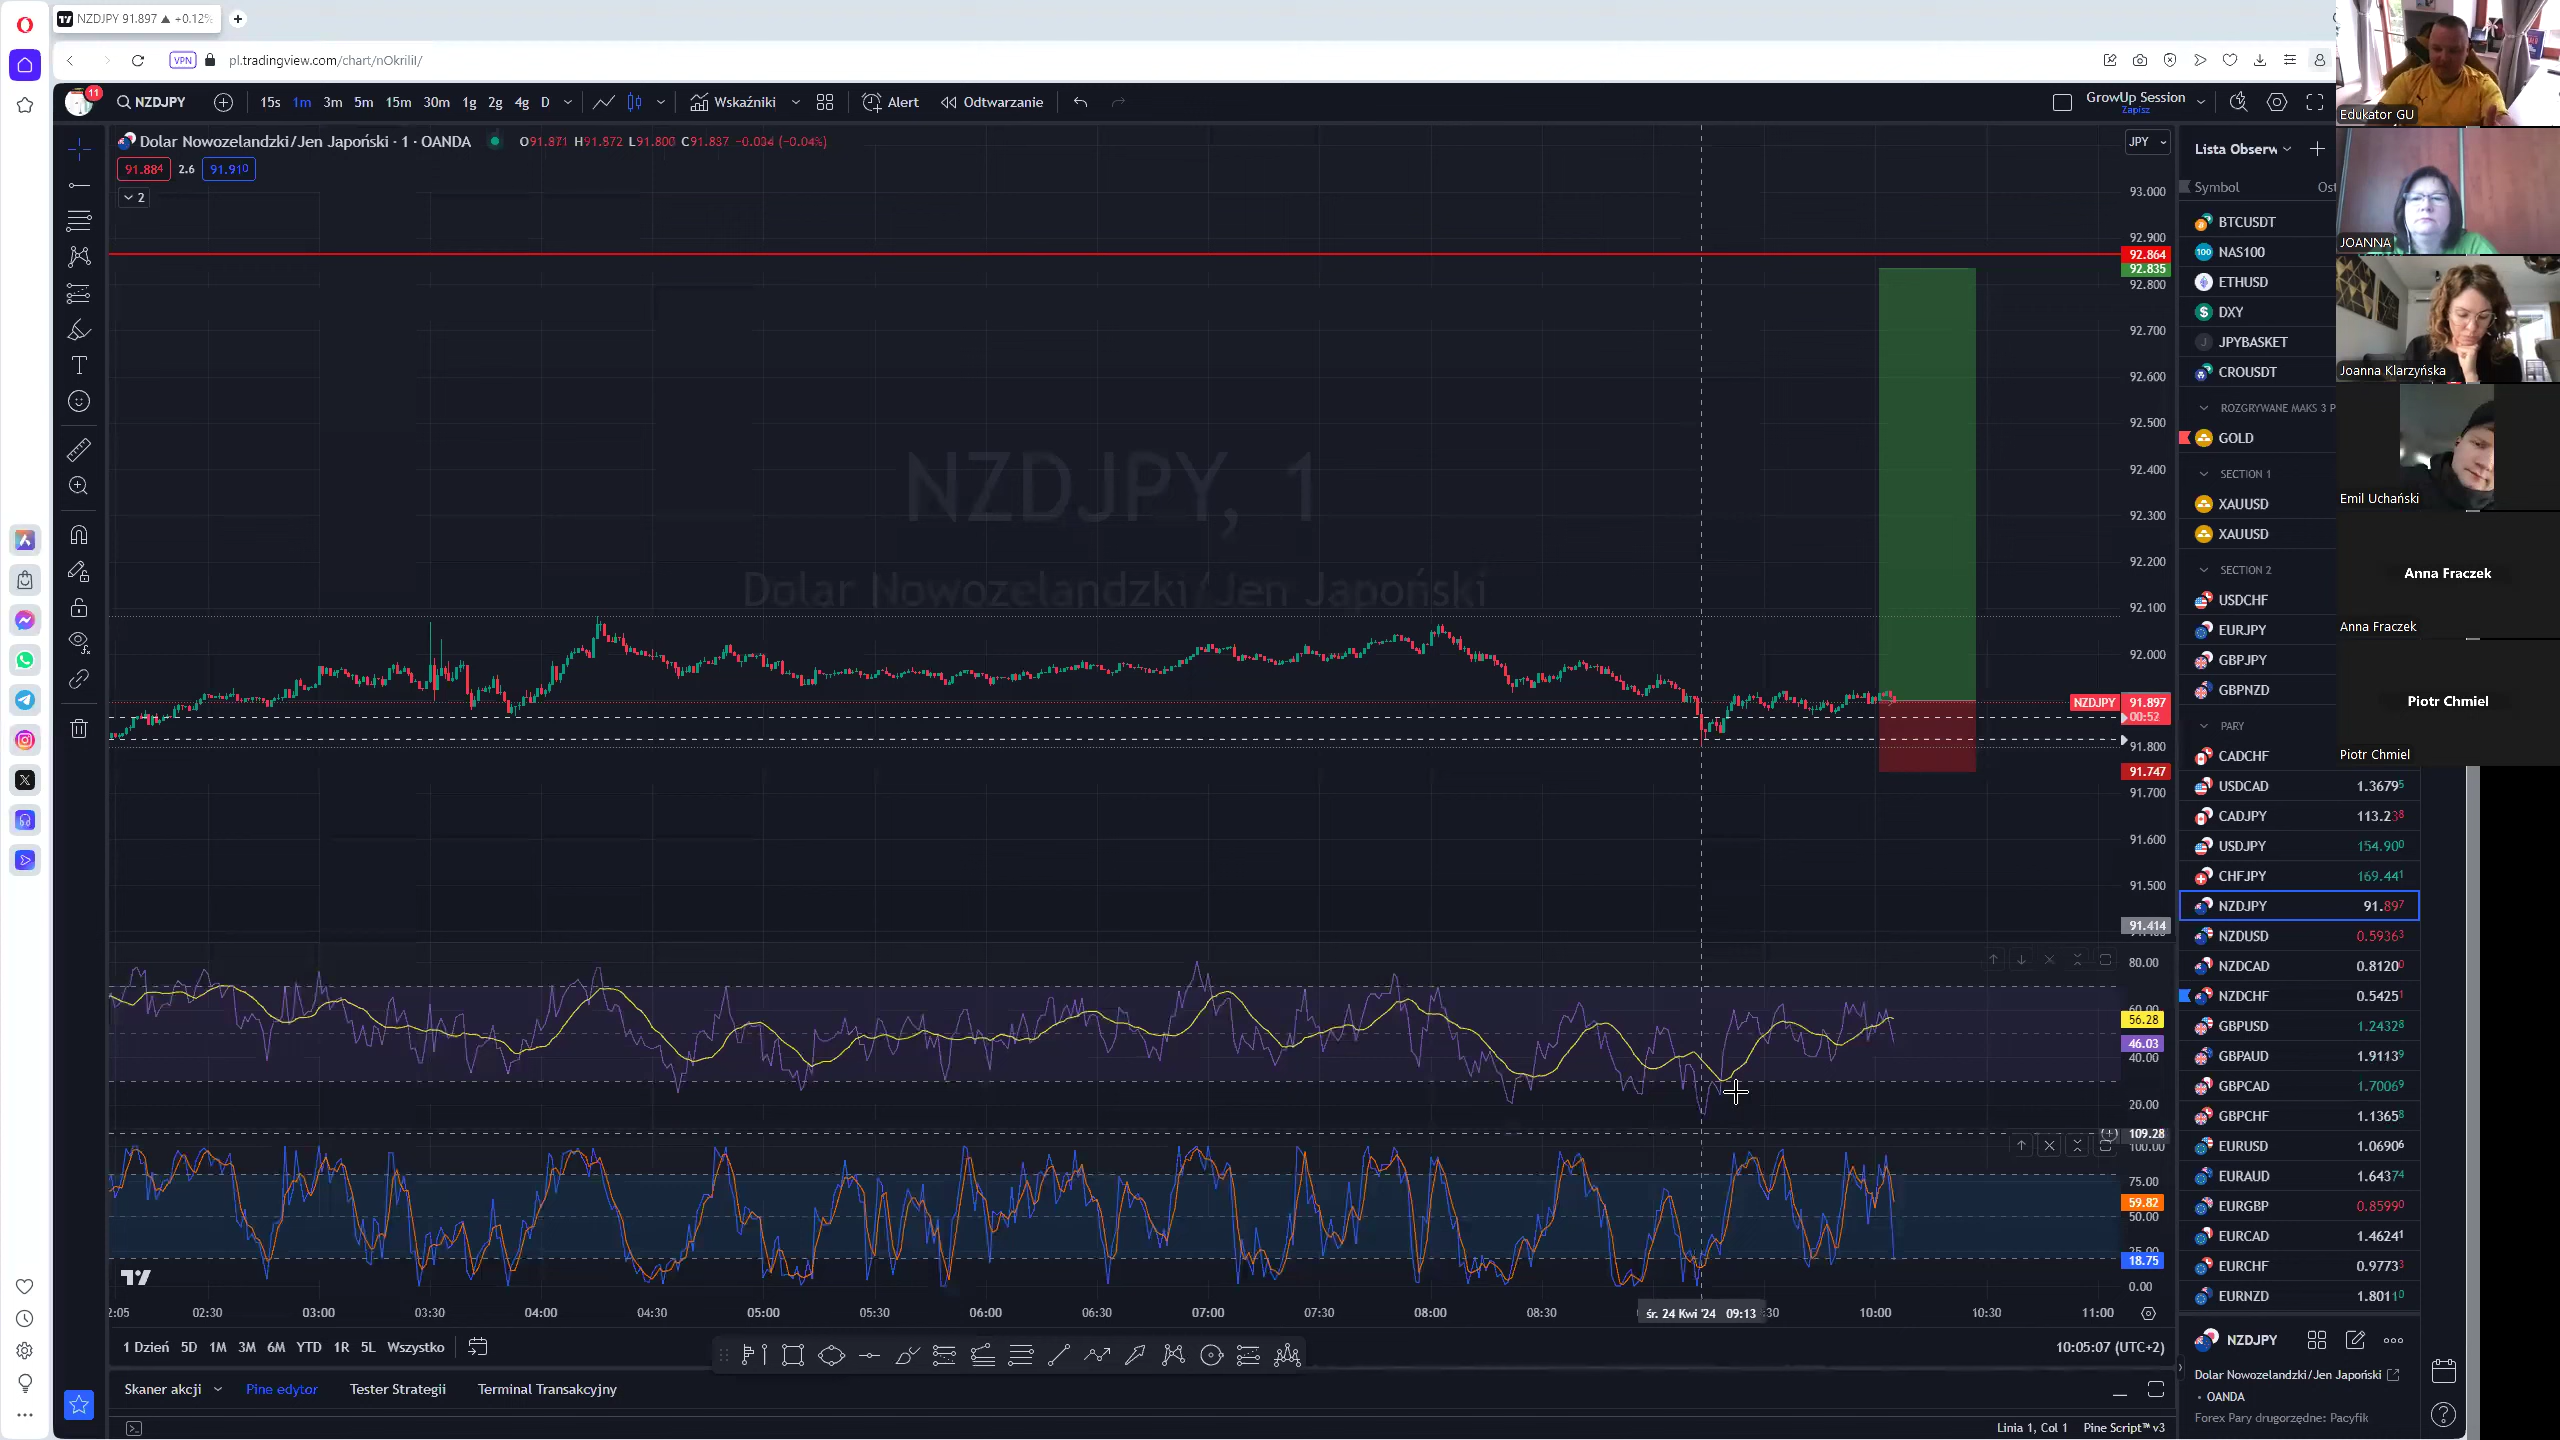 NZDJPY 91.897 ▲ +0.12%
VPN
pl.tradingview.com/chart/nOkriliI/
11
NZDJPY
15s 1m 3m 5m 15m 30m 1g 2g 4g D
Wskaźniki
Alert
Odtwarzanie
GrowUp Session
Zapisz
Dolar Nowozelandzki/Jen Japoński · 1 · OANDA
O91.871 H91.872 L91.800 C91.837 -0.034 (-0.04%)
91.884 2.6 91.910
2
JPY
93.000
92.900
92.864
92.835
92.800
92.700
92.600
92.500
92.400
92.300
92.200
92.100
92.000
NZDJPY 91.897
00:52
91.800
91.747
91.700
91.600
91.500
91.414
NZDJPY, 1
Dolar Nowozelandzki/Jen Japoński
80.00
56.28
46.03
40.00
20.00
109.28
100.00
75.00
59.82
50.00
18.75
0.00
02:30 03:00 03:30 04:00 04:30 05:00 05:30 06:00 06:30 07:00 07:30 08:00 08:30 śr. 24 Kwi '24 09:13 10:00 10:30 11:00
1 Dzień 5D 1M 3M 6M YTD 1R 5L Wszystko
10:05:07 (UTC+2)
Skaner akcji Pine edytor Tester Strategii Terminal Transakcyjny
Linia 1, Col 1 Pine Script™ v3
Lista Obserw
Symbol Ost
BTCUSDT
NAS100
ETHUSD
DXY
JPYBASKET
CROUSDT
ROZGRYWANE MAKS 3 P
GOLD
SECTION 1
XAUUSD
XAUUSD
SECTION 2
USDCHF
EURJPY
GBPJPY
GBPNZD
PARY
CADCHF
USDCAD 1.36795
CADJPY 113.238
USDJPY 154.900
CHFJPY 169.441
NZDJPY 91.897
NZDUSD 0.59363
NZDCAD 0.81200
NZDCHF 0.54251
GBPUSD 1.24328
GBPAUD 1.91139
GBPCAD 1.70069
GBPCHF 1.13658
EURUSD 1.06906
EURAUD 1.64374
EURGBP 0.85990
EURCAD 1.46241
EURCHF 0.97733
EURNZD 1.80110
NZDJPY
Dolar Nowozelandzki/Jen Japoński
• OANDA
Forex Pary drugorzędne: Pacyfik
Edukator GU
JOANNA
Joanna Klarzyńska
Emil Uchański
Anna Fraczek
Anna Fraczek
Piotr Chmiel
Piotr Chmiel